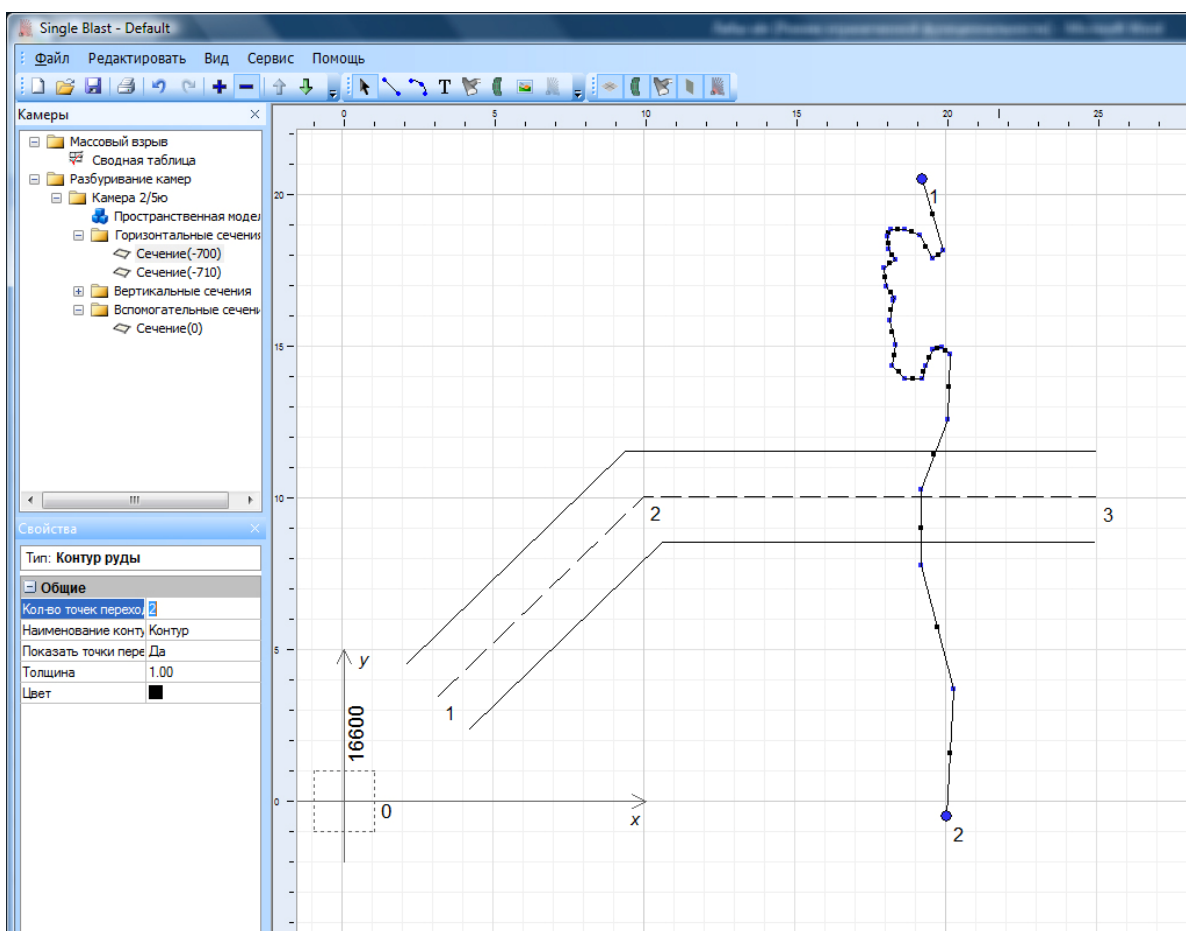 Single Blast - Default
Файл Редактировать Вид Сервис Помощь
T
Камеры
Массовый взрыв
Сводная таблица
Разбуривание камер
Камера 2/5ю
Пространственная модел
Горизонтальные сечения
Сечение(-700)
Сечение(-710)
Вертикальные сечения
Вспомогательные сечени
Сечение(0)
Свойства
Тип: Контур руды
Общие
Кол-во точек перехо 2
Наименование конту Контур
Показать точки пере Да
Толщина 1.00
Цвет
0 5 10 15 20 25
20
15
10
5
0
1
2
3
1
y
16600
0
x
2